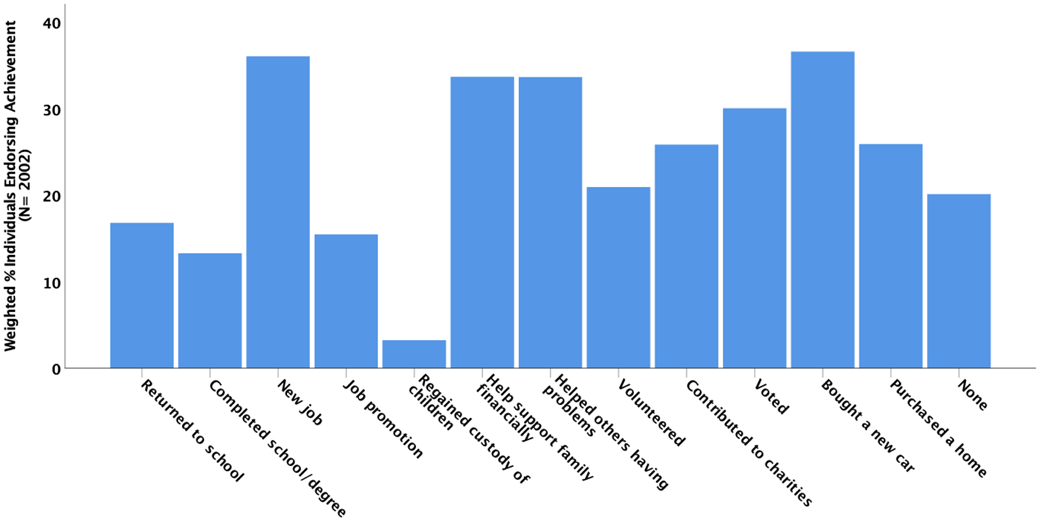 Weighted % Individuals Endorsing Achievement
(N= 2002)
40
30
20
10
0
Returned to school
Completed school/degree
New job
Job promotion
Regained custody of
children
Help support family
financially
Helped others having
problems
Volunteered
Contributed to charities
Voted
Bought a new car
Purchased a home
None